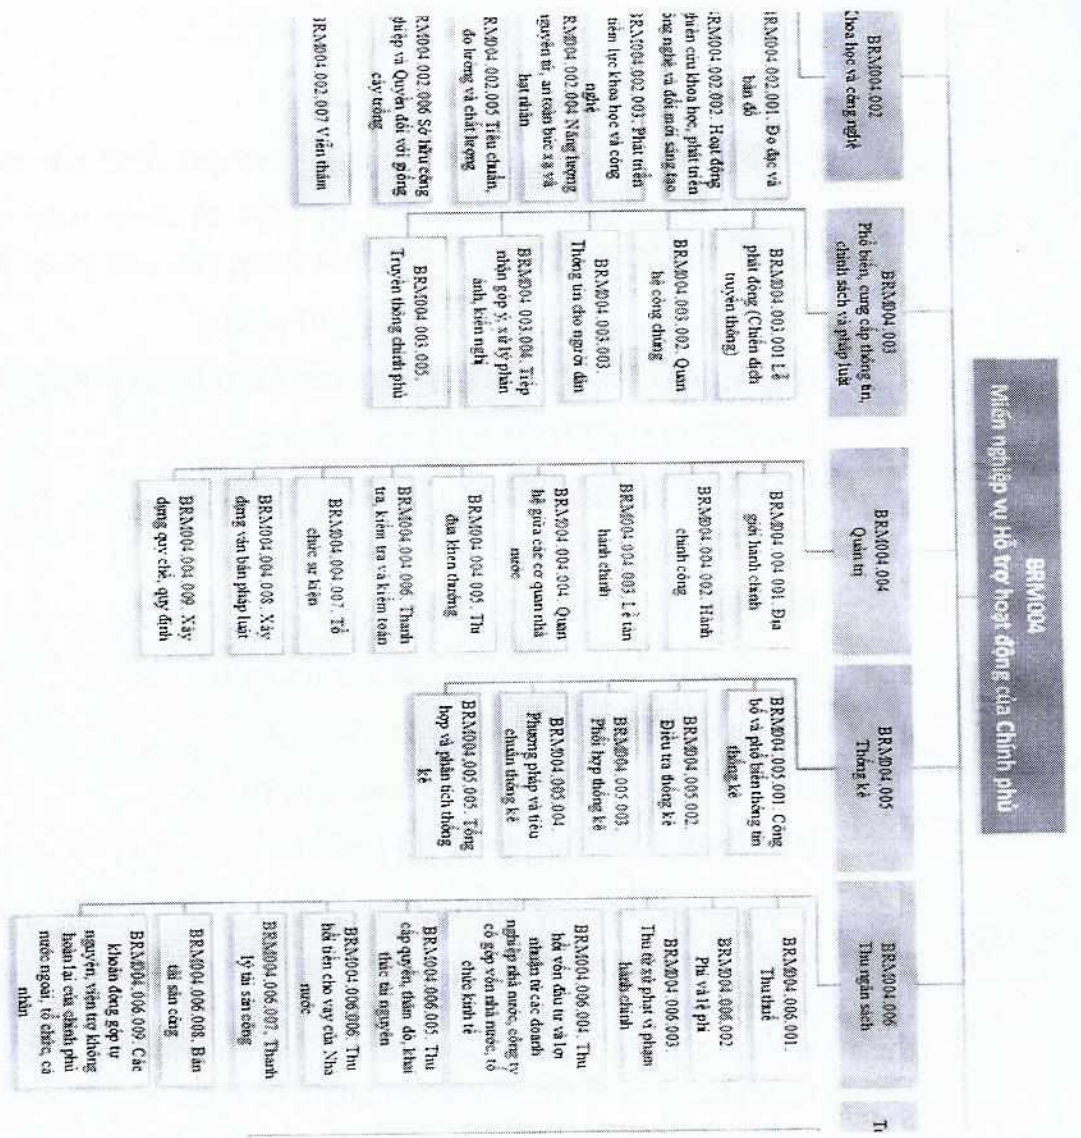 BRM004
Miền nghiệp vụ Hỗ trợ hoạt động của Chính phủ
BRM004.002
Khoa học và công nghệ
BRM004.002.001. Đo đạc và
bản đồ
BRM004.002.002. Hoạt động
nghiên cứu khoa học, phát triển
công nghệ và đổi mới sáng tạo
BRM004.002.003. Phát triển
tiềm lực khoa học và công
nghệ
BRM004.002.004 Năng lượng
nguyên tử, an toàn bức xạ và
hạt nhân
BRM004.002.005 Tiêu chuẩn,
đo lường và chất lượng
BRM004.002.006 Sở hữu công
nghiệp và Quyền đối với giống
cây trồng
BRM004.002.007 Viễn thám
BRM004.003
Phổ biến, cung cấp thông tin,
chính sách và pháp luật
BRM004.003.001 Lễ
phát động (Chiến dịch
truyền thông)
BRM004.003.002. Quan
hệ công chúng
BRM004.003.003.
Thông tin cho người dân
BRM004.003.004. Tiếp
nhận góp ý, xử lý phản
ánh, kiến nghị
BRM004.003.005.
Truyền thông chính phủ
BRM004.004
Quản trị
BRM004.004.001. Địa
giới hành chính
BRM004.004.002. Hành
chính công
BRM004.004.003. Lễ tân
hành chính
BRM004.004.004. Quan
hệ giữa các cơ quan nhà
nước
BRM004.004.005. Thi
đua khen thưởng
BRM004.004.006. Thanh
tra, kiểm tra và kiểm toán
BRM004.004.007. Tổ
chức sự kiện
BRM004.004.008. Xây
dựng văn bản pháp luật
BRM004.004.009. Xây
dựng quy chế, quy định
BRM004.005
Thống kê
BRM004.005.001. Công
bố và phổ biến thông tin
thống kê
BRM004.005.002.
Điều tra thống kê
BRM004.005.003.
Phối hợp thống kê
BRM004.005.004.
Phương pháp và tiêu
chuẩn thống kê
BRM004.005.005. Tổng
hợp và phân tích thống
kê
BRM004.006
Thu ngân sách
BRM004.006.001.
Thu thuế
BRM004.006.002
Phí và lệ phí
BRM004.006.003.
Thu từ xử phạt vi phạm
hành chính
BRM004.006.004. Thu
hồi vốn đầu tư và lợi
nhuận từ các doanh
nghiệp nhà nước, công ty
có góp vốn nhà nước, tổ
chức kinh tế
BRM004.006.005. Thu
cấp quyền, thăm dò, khai
thác tài nguyên
BRM004.006.006. Thu
hồi tiền cho vay của Nhà
nước
BRM004.006.007. Thanh
lý tài sản công
BRM004.006.008. Bán
tài sản công
BRM004.006.009. Các
khoản đóng góp tự
nguyện, viện trợ không
hoàn lại của chính phủ
nước ngoài, tổ chức, cá
nhân